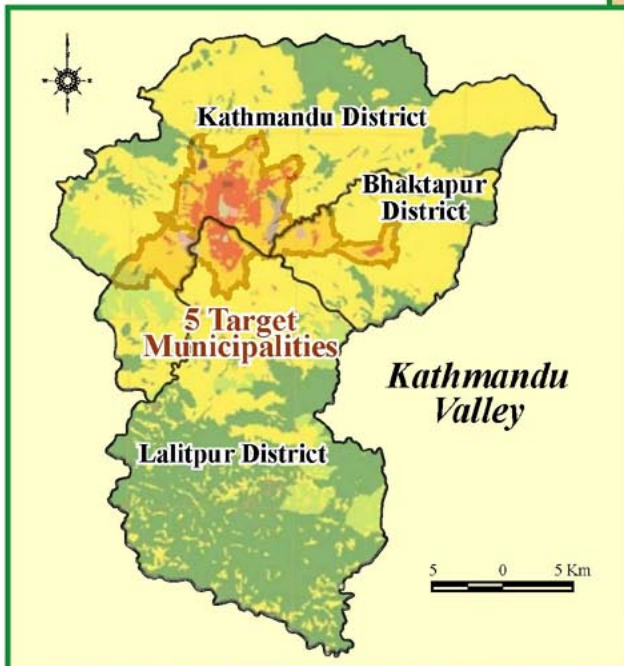 Kathmandu District
Bhaktapur
District
5 Target
Municipalities
Kathmandu
Valley
Lalitpur District
5 0 5 Km